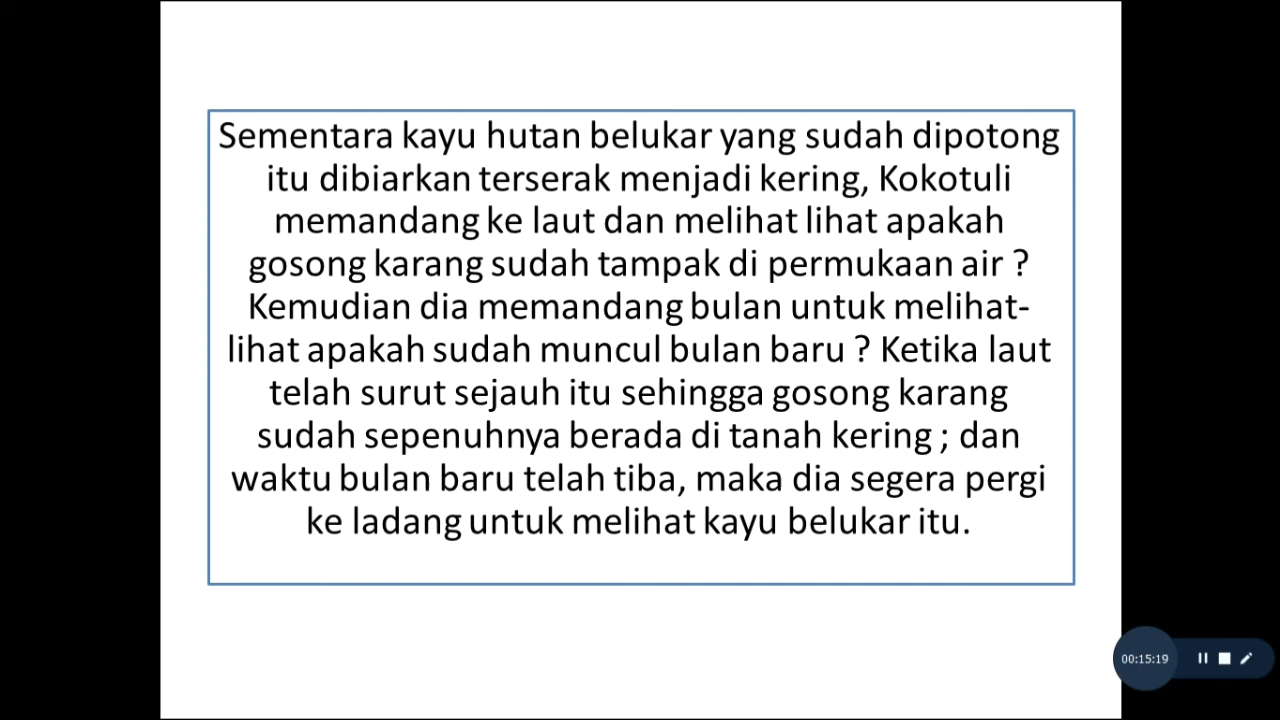 Sementara kayu hutan belukar yang sudah dipotong
itu dibiarkan terserak menjadi kering, Kokotuli
memandang ke laut dan melihat lihat apakah
gosong karang sudah tampak di permukaan air ?
Kemudian dia memandang bulan untuk melihat-
lihat apakah sudah muncul bulan baru ? Ketika laut
telah surut sejauh itu sehingga gosong karang
sudah sepenuhnya berada di tanah kering ; dan
waktu bulan baru telah tiba, maka dia segera pergi
ke ladang untuk melihat kayu belukar itu.
00:15:19